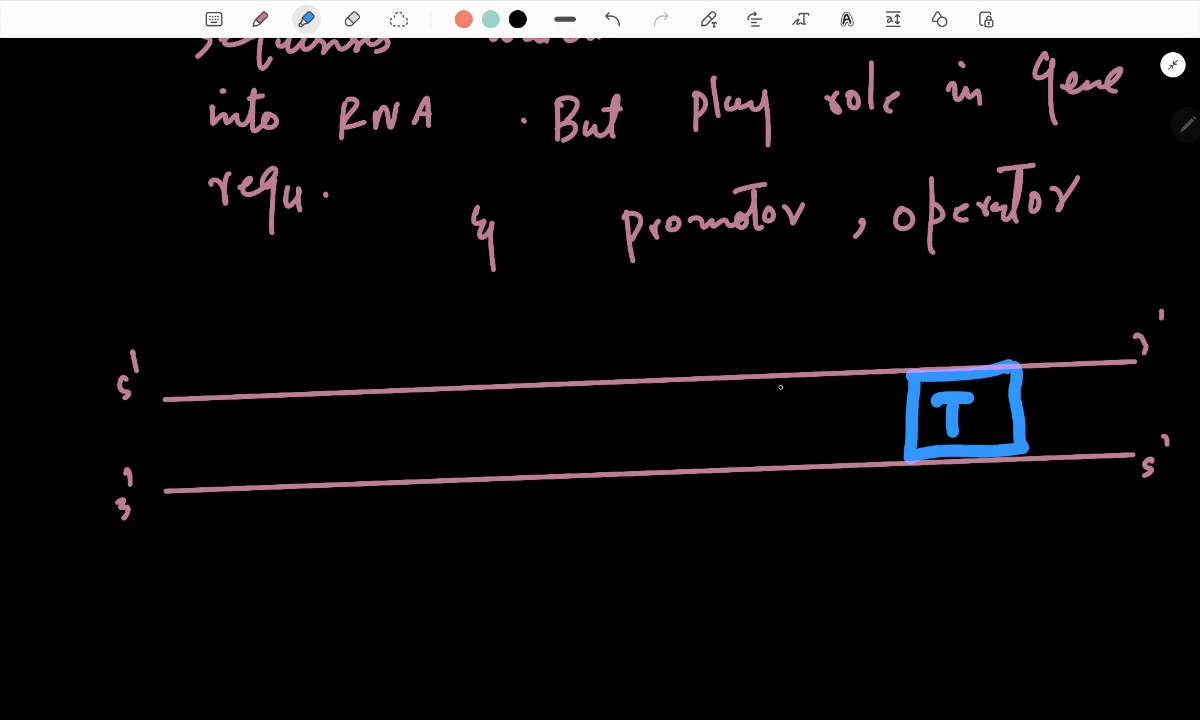 into RNA . But play role in gene
regu .
eg promotor , operator
5' 3'
T
3' 5'